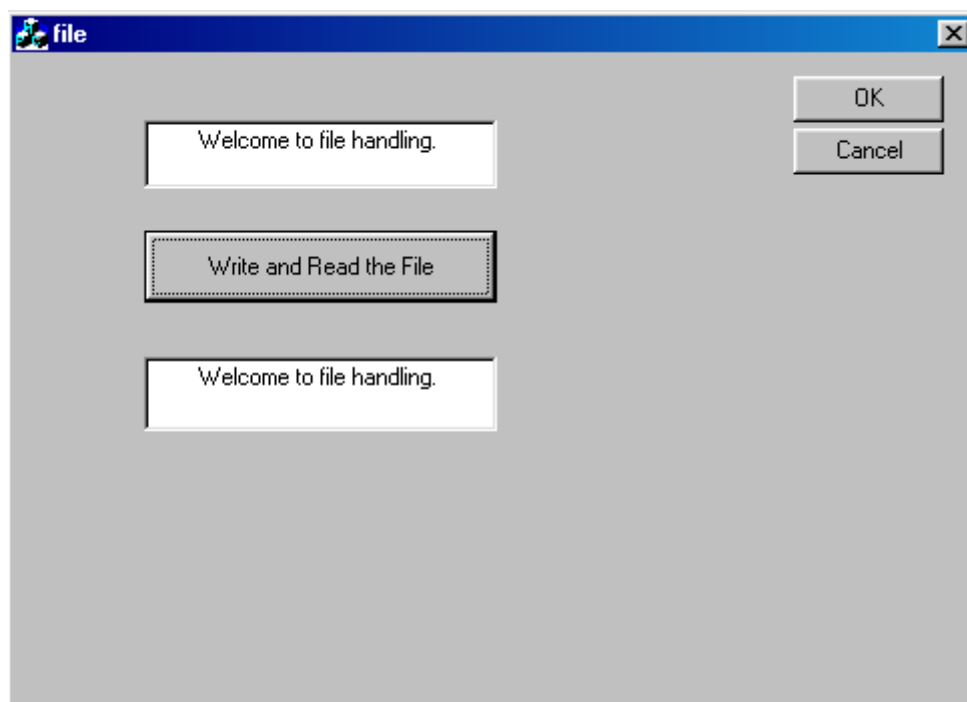 file
OK
Welcome to file handling.
Cancel
Write and Read the File
Welcome to file handling.